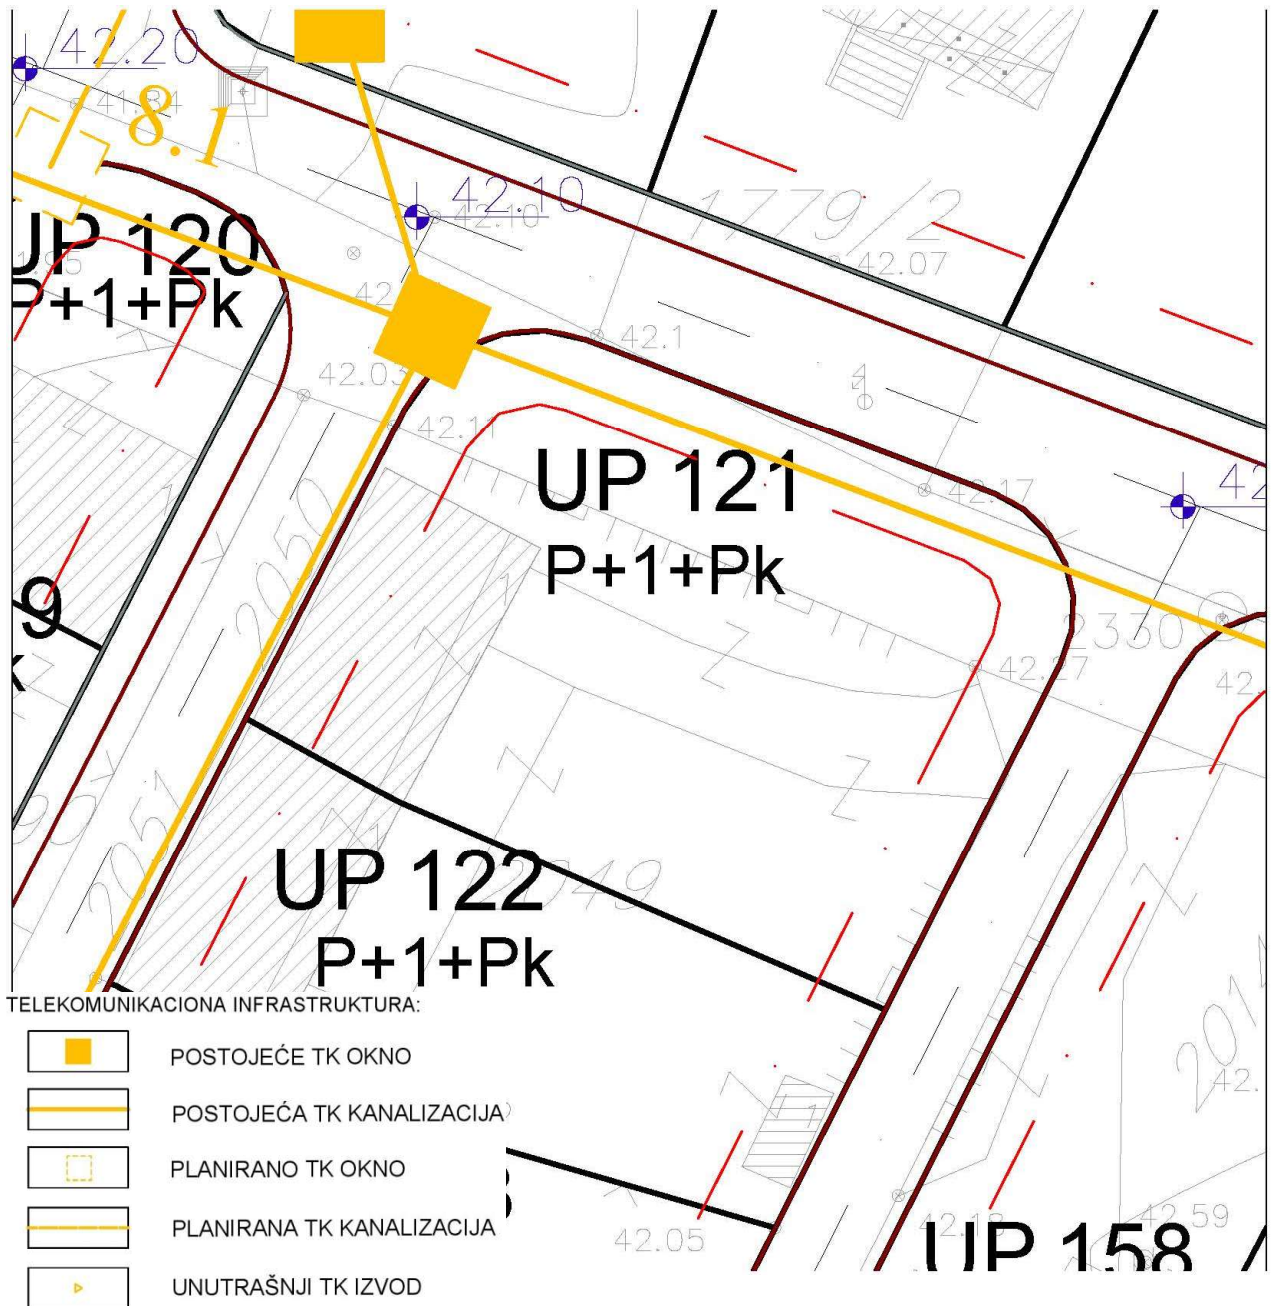 42.20
41.84
8.1
42.10
42.10
1779/2
42.07
UP 120
P+1+Pk
42.1
42.03
42.11
UP 121
P+1+Pk
42.17
2050
2330
42.27
2051
UP 122
P+1+Pk
2049
42.05
42.59
UP 158
TELEKOMUNIKACIONA INFRASTRUKTURA:
POSTOJEĆE TK OKNO
POSTOJEĆA TK KANALIZACIJA
PLANIRANO TK OKNO
PLANIRANA TK KANALIZACIJA
UNUTRAŠNJI TK IZVOD